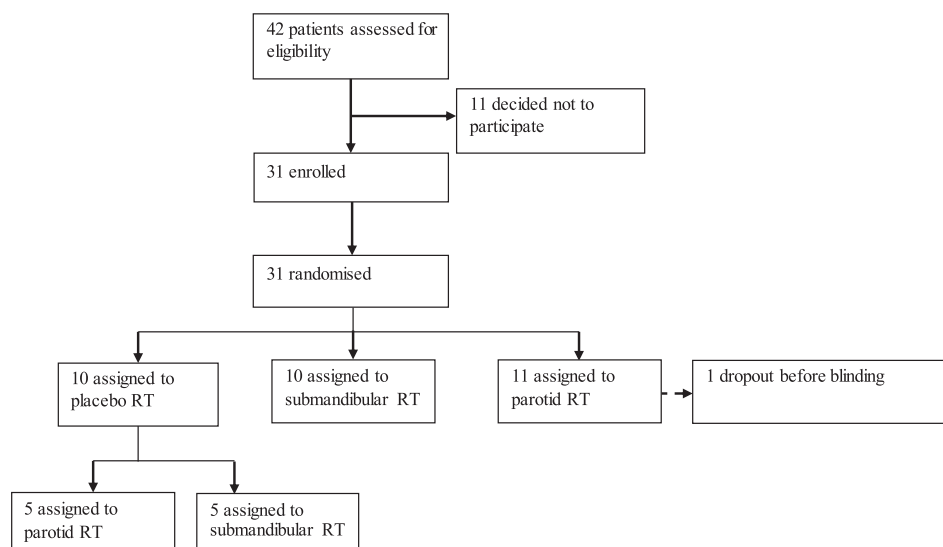 42 patients assessed for
eligibility
11 decided not to
participate
31 enrolled
31 randomised
10 assigned to
placebo RT
10 assigned to
submandibular RT
11 assigned to
parotid RT
1 dropout before blinding
5 assigned to
parotid RT
5 assigned to
submandibular RT